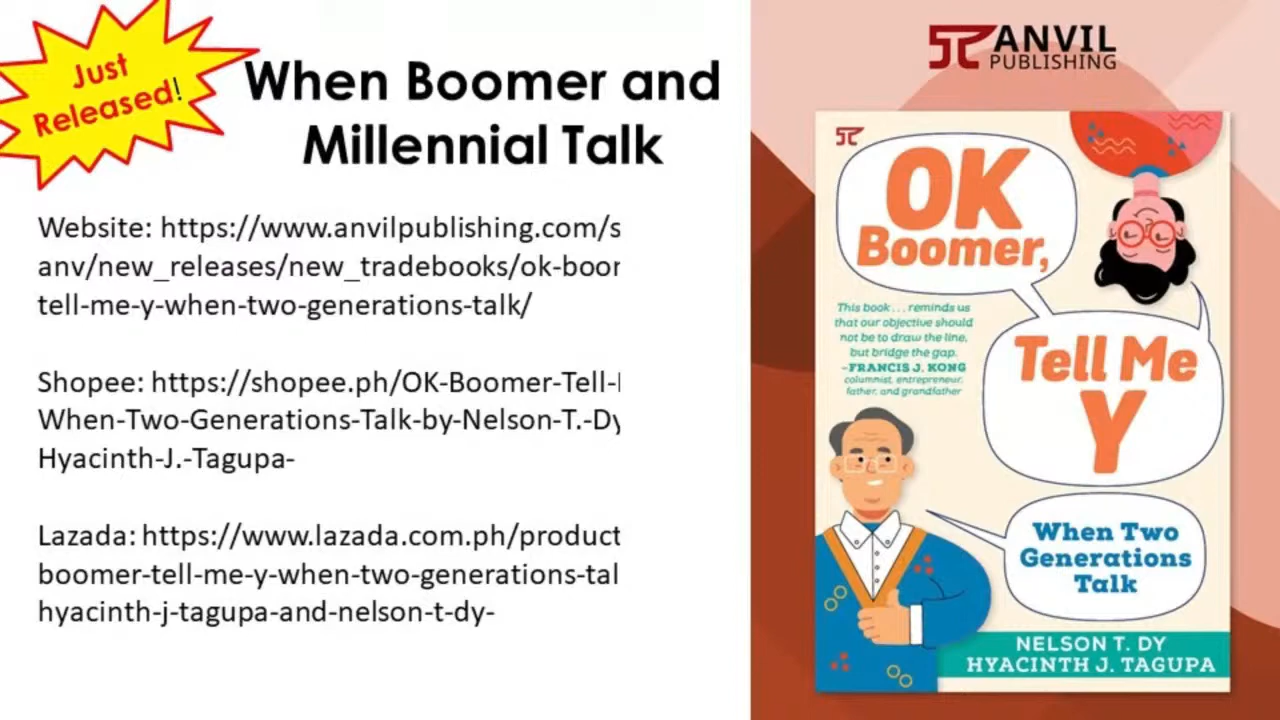 Just
Released!
When Boomer and
Millennial Talk
Website: https://www.anvilpublishing.com/s
anv/new_releases/new_tradebooks/ok-boor
tell-me-y-when-two-generations-talk/
Shopee: https://shopee.ph/OK-Boomer-Tell-
When-Two-Generations-Talk-by-Nelson-T.-Dy
Hyacinth-J.-Tagupa-
Lazada: https://www.lazada.com.ph/product
boomer-tell-me-y-when-two-generations-tal
hyacinth-j-tagupa-and-nelson-t-dy-
ANVIL
PUBLISHING
OK
Boomer,
This book . . . reminds us
that our objective should
not be to draw the line,
but bridge the gap.
–FRANCIS J. KONG
columnist, entrepreneur,
father, and grandfather
Tell Me
Y
When Two
Generations
Talk
NELSON T. DY
HYACINTH J. TAGUPA